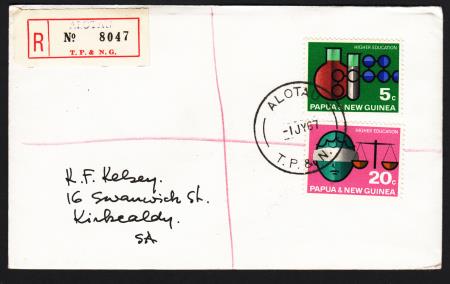 ALOTAU
R
No 8047
T. P. & N. G.
HIGHER EDUCATION
5c
PAPUA & NEW GUINEA
ALOTAU
-1JY67
T.P.& N.
HIGHER EDUCATION
20c
PAPUA & NEW GUINEA
K. F. Kelsey.
16 Swanwick St.
Kirkcaldy.
SA